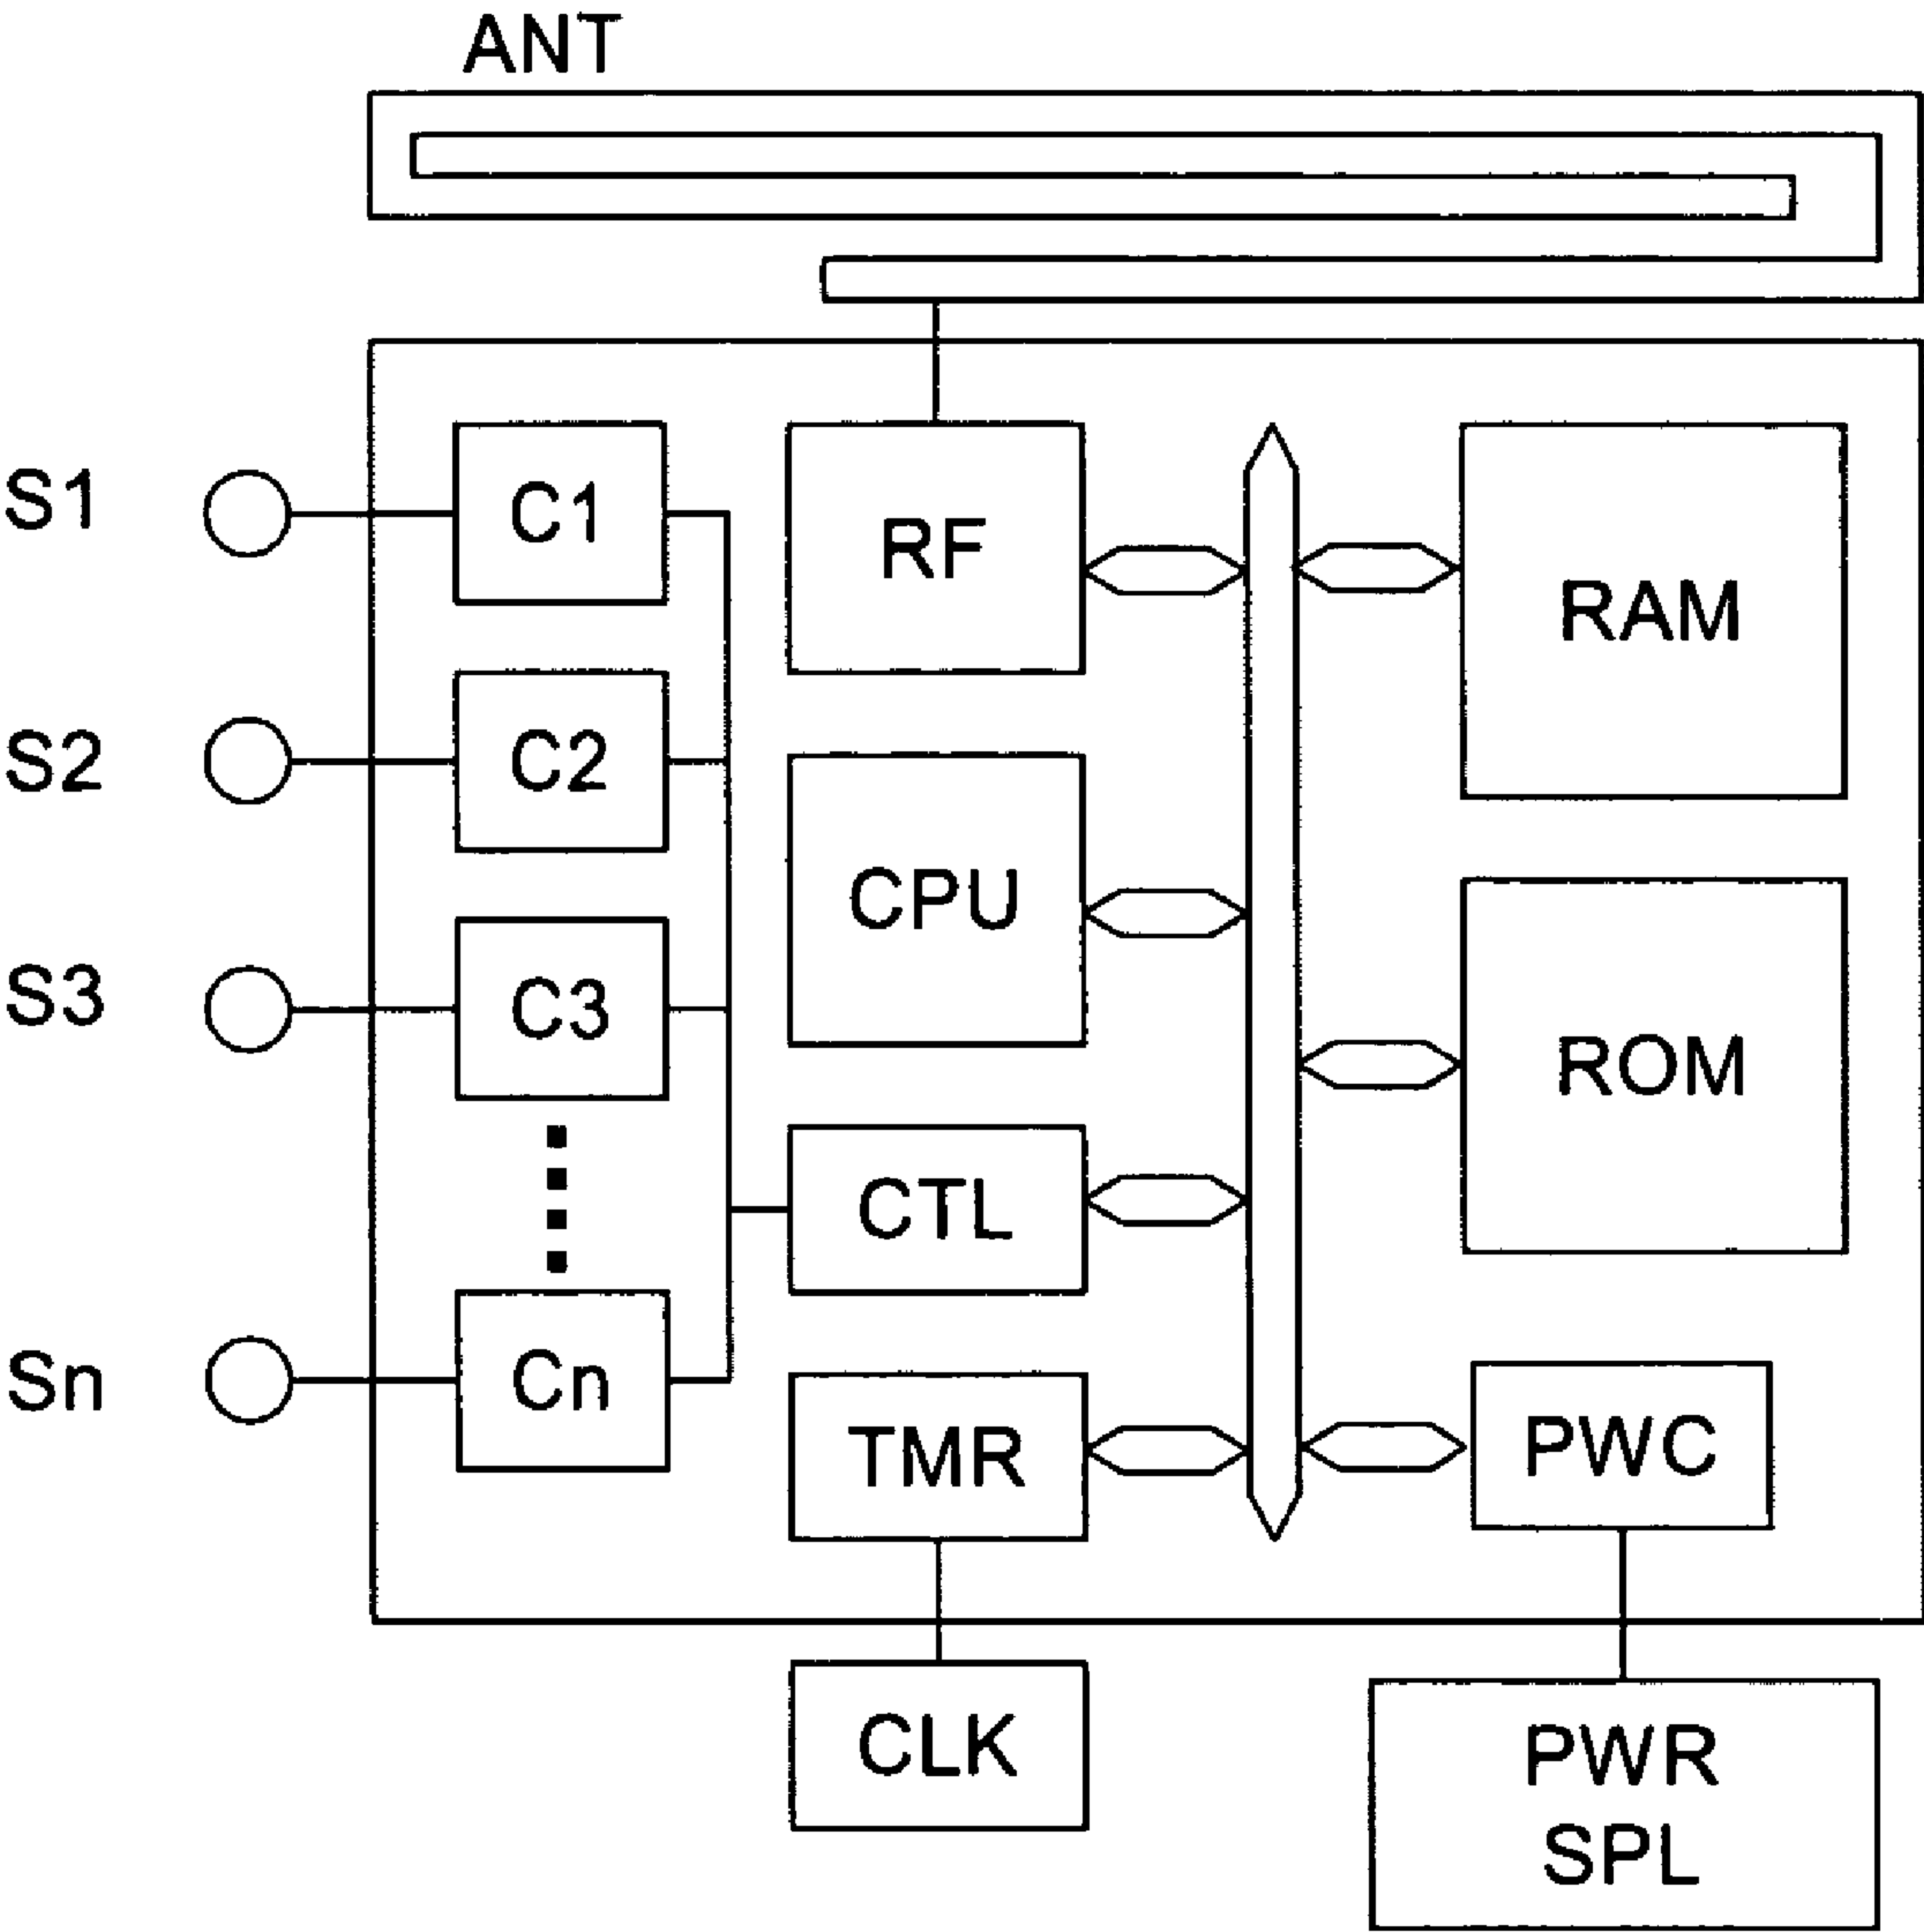 ANT
S1
C1
RF
RAM
S2
C2
CPU
S3
C3
ROM
CTL
Sn
Cn
TMR
PWC
CLK
PWR
SPL